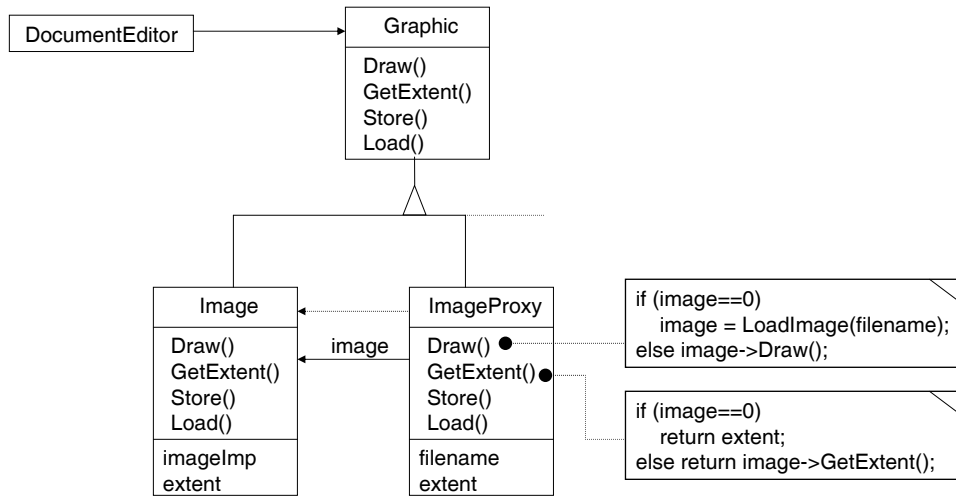 DocumentEditor
Graphic
Draw()
GetExtent()
Store()
Load()
Image
Draw()
GetExtent()
Store()
Load()
imageImp
extent
image
ImageProxy
Draw()
GetExtent()
Store()
Load()
filename
extent
if (image==0)
image = LoadImage(filename);
else image->Draw();
if (image==0)
return extent;
else return image->GetExtent();